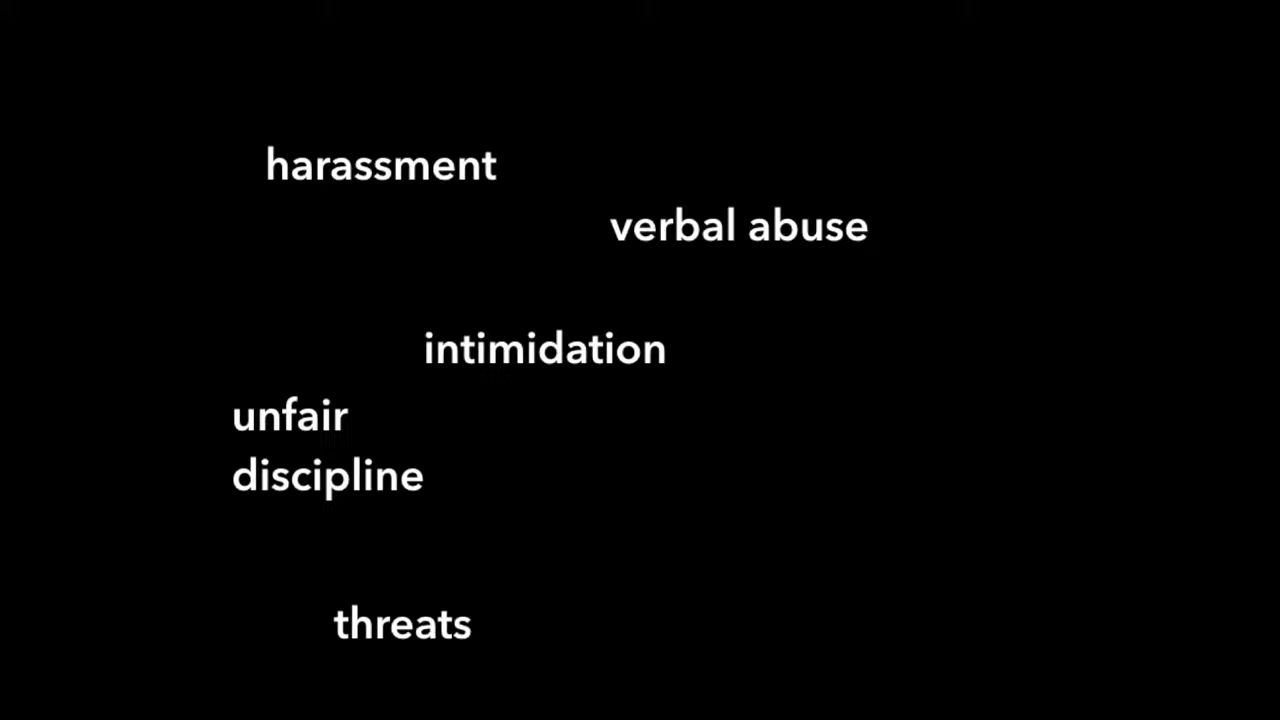 harassment
verbal abuse
intimidation
unfair
discipline
threats